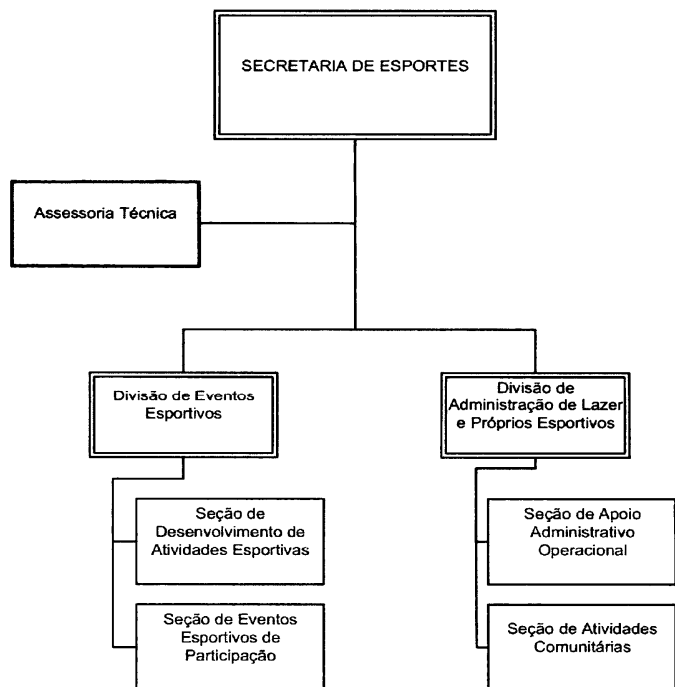 SECRETARIA DE ESPORTES
Assessoria Técnica
Divisão de Eventos
Esportivos
Divisão de
Administração de Lazer
e Próprios Esportivos
Seção de
Desenvolvimento de
Atividades Esportivas
Seção de Apoio
Administrativo
Operacional
Seção de Eventos
Esportivos de
Participação
Seção de Atividades
Comunitárias